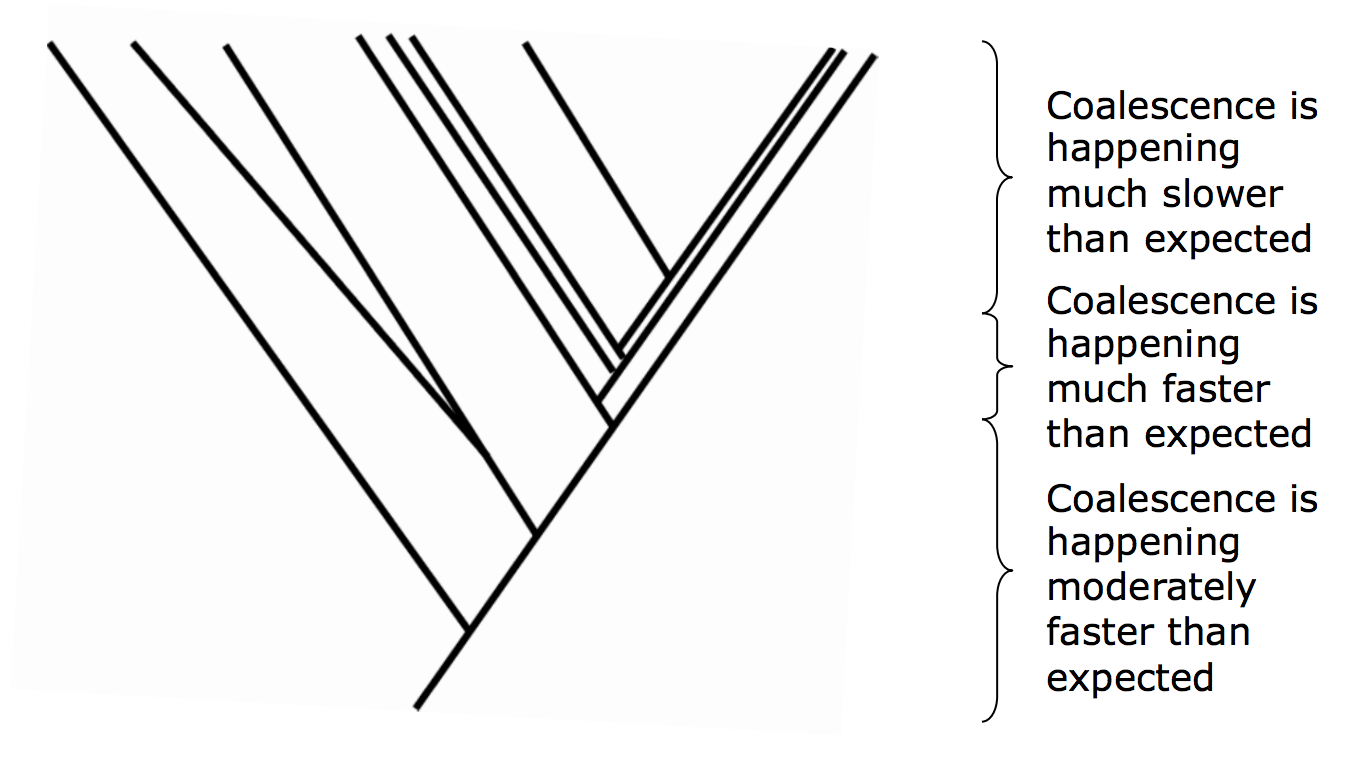 Coalescence is
happening
much slower
than expected
Coalescence is
happening
much faster
than expected
Coalescence is
happening
moderately
faster than
expected